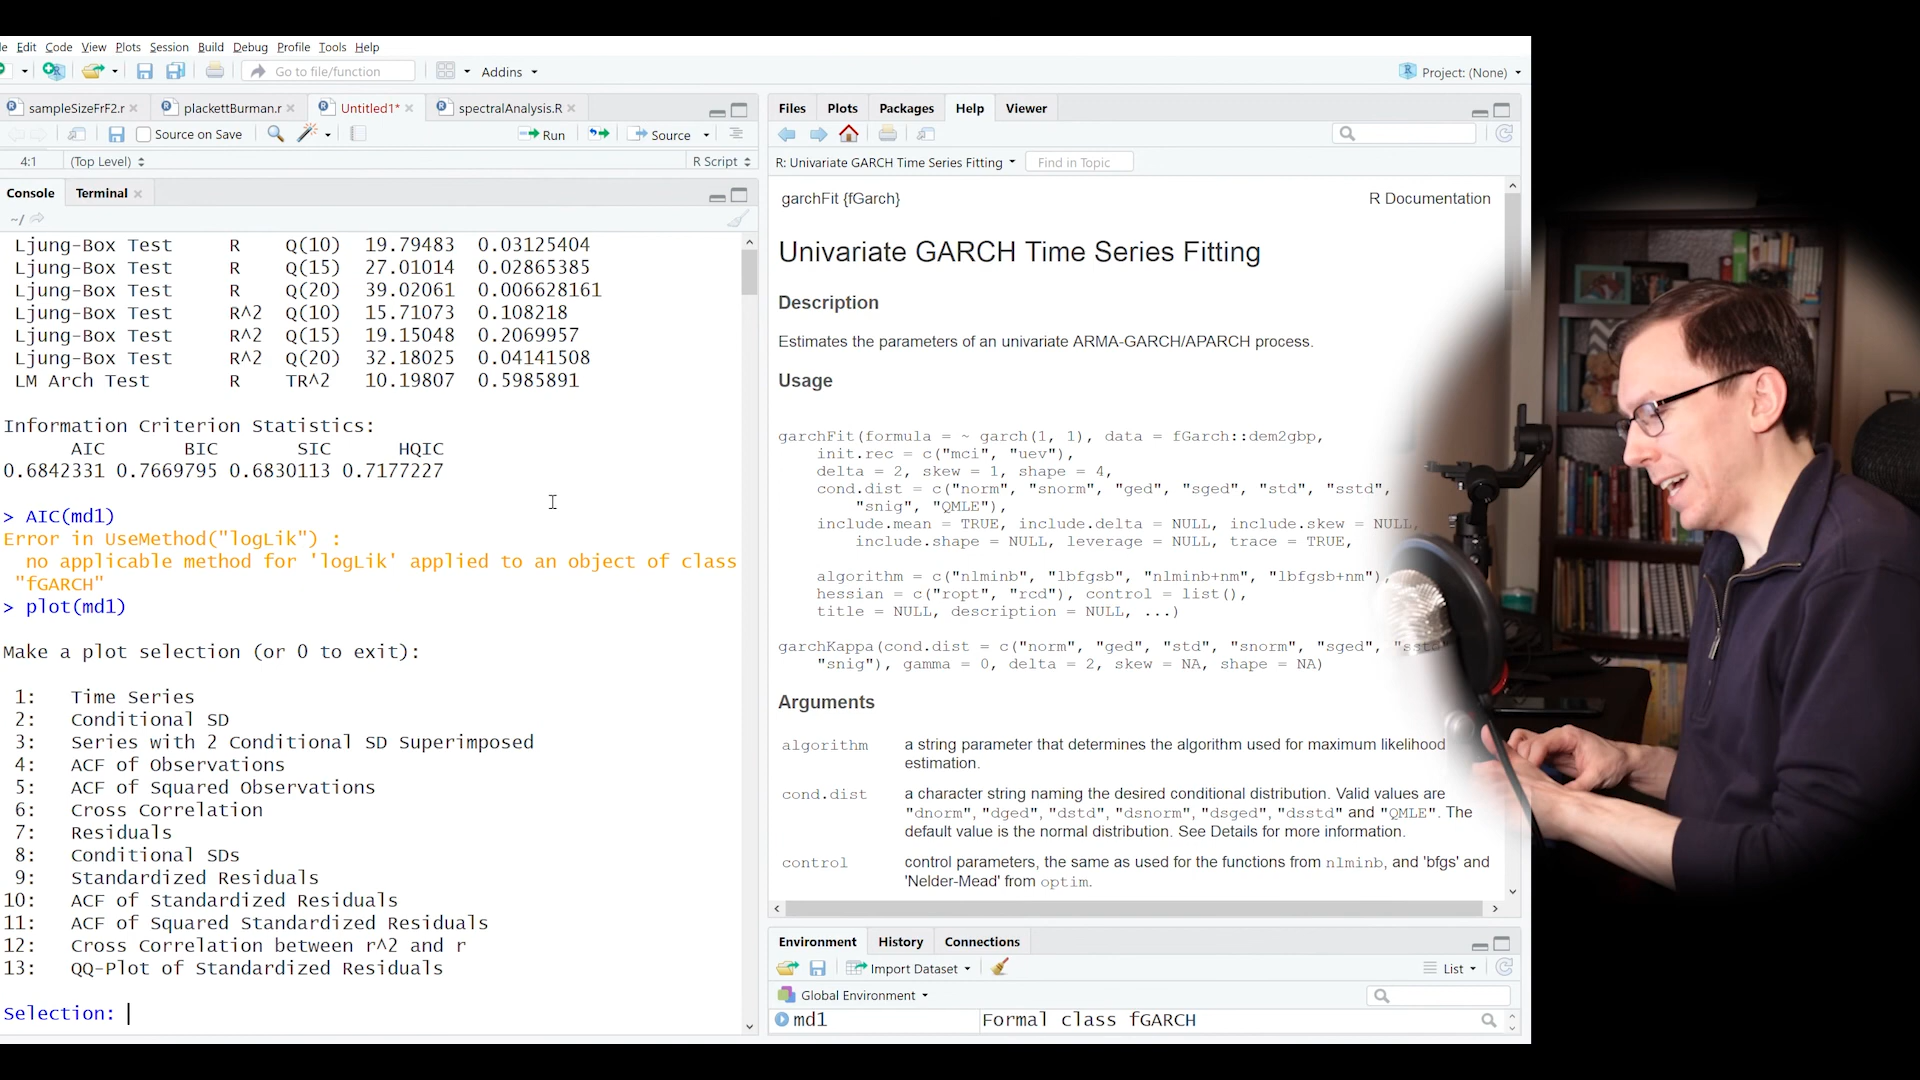 le Edit Code View Plots Session Build Debug Profile Tools Help
Go to file/function Addins Project: (None)
sampleSizeFrF2.r plackettBurman.r Untitled1* spectralAnalysis.R
Source on Save Run Source
4:1 (Top Level) R Script
Console Terminal
~/
Ljung-Box Test R Q(10) 19.79483 0.03125404
Ljung-Box Test R Q(15) 27.01014 0.02865385
Ljung-Box Test R Q(20) 39.02061 0.006628161
Ljung-Box Test R^2 Q(10) 15.71073 0.108218
Ljung-Box Test R^2 Q(15) 19.15048 0.2069957
Ljung-Box Test R^2 Q(20) 32.18025 0.04141508
LM Arch Test R TR^2 10.19807 0.5985891
Information Criterion Statistics:
AIC BIC SIC HQIC
0.6842331 0.7669795 0.6830113 0.7177227
> AIC(md1)
Error in UseMethod("logLik") :
no applicable method for 'logLik' applied to an object of class
"fGARCH"
> plot(md1)
Make a plot selection (or 0 to exit):
1: Time Series
2: Conditional SD
3: Series with 2 Conditional SD Superimposed
4: ACF of Observations
5: ACF of Squared Observations
6: Cross Correlation
7: Residuals
8: Conditional SDs
9: Standardized Residuals
10: ACF of Standardized Residuals
11: ACF of Squared Standardized Residuals
12: Cross Correlation between r^2 and r
13: QQ-Plot of Standardized Residuals
Selection:
Files Plots Packages Help Viewer
R: Univariate GARCH Time Series Fitting Find in Topic
garchFit {fGarch} R Documentation
Univariate GARCH Time Series Fitting
Description
Estimates the parameters of an univariate ARMA-GARCH/APARCH process.
Usage
garchFit(formula = ~ garch(1, 1), data = fGarch::dem2gbp,
init.rec = c("mci", "uev"),
delta = 2, skew = 1, shape = 4,
cond.dist = c("norm", "snorm", "ged", "sged", "std", "sstd",
"snig", "QMLE"),
include.mean = TRUE, include.delta = NULL, include.skew = NULL,
include.shape = NULL, leverage = NULL, trace = TRUE,
algorithm = c("nlminb", "lbfgsb", "nlminb+nm", "lbfgsb+nm"),
hessian = c("ropt", "rcd"), control = list(),
title = NULL, description = NULL, ...)
garchKappa(cond.dist = c("norm", "ged", "std", "snorm", "sged", "sstd
"snig"), gamma = 0, delta = 2, skew = NA, shape = NA)
Arguments
algorithm a string parameter that determines the algorithm used for maximum likelihood
estimation.
cond.dist a character string naming the desired conditional distribution. Valid values are
"dnorm", "dged", "dstd", "dsnorm", "dsged", "dsstd" and "QMLE". The
default value is the normal distribution. See Details for more information.
control control parameters, the same as used for the functions from nlminb, and 'bfgs' and
'Nelder-Mead' from optim.
Environment History Connections
Import Dataset List
Global Environment
md1 Formal class fGARCH